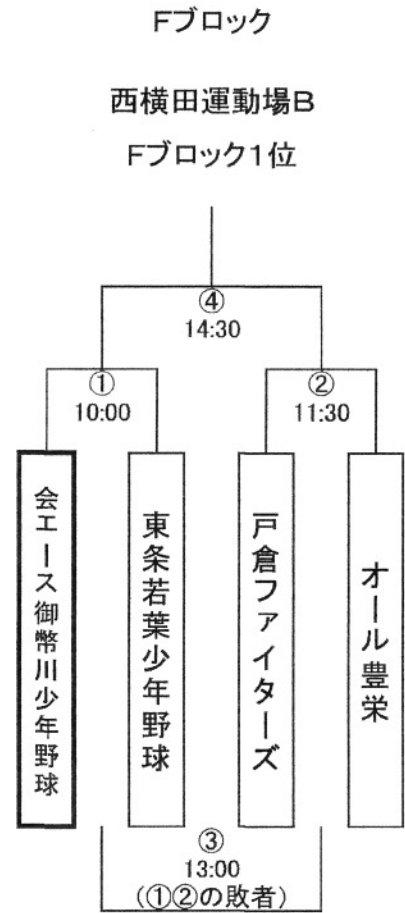 Fブロック
西横田運動場B
Fブロック1位
④
14:30
①
10:00
②
11:30
会エース御幣川少年野球
東条若葉少年野球
戸倉ファイターズ
オール豊栄
③
13:00
(①②の敗者)